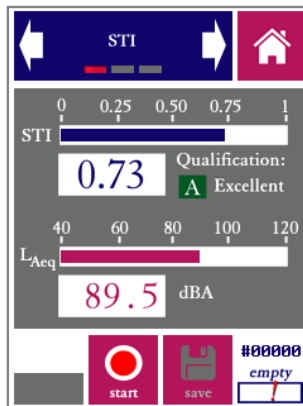 STI
0 0.25 0.50 0.75 1
STI
0.73
Qualification:
A Excellent
40 60 80 100 120
LAeq
89.5 dBA
start
save
#00000
empty
!